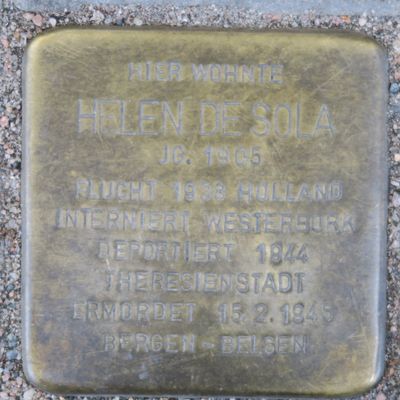 HIER WOHNTE
HELEN DE SOLA
JG. 1905
FLUCHT 1938 HOLLAND
INTERNIERT WESTERBORK
DEPORTIERT 1944
THERESIENSTADT
ERMORDET 15.2.1945
BERGEN-BELSEN